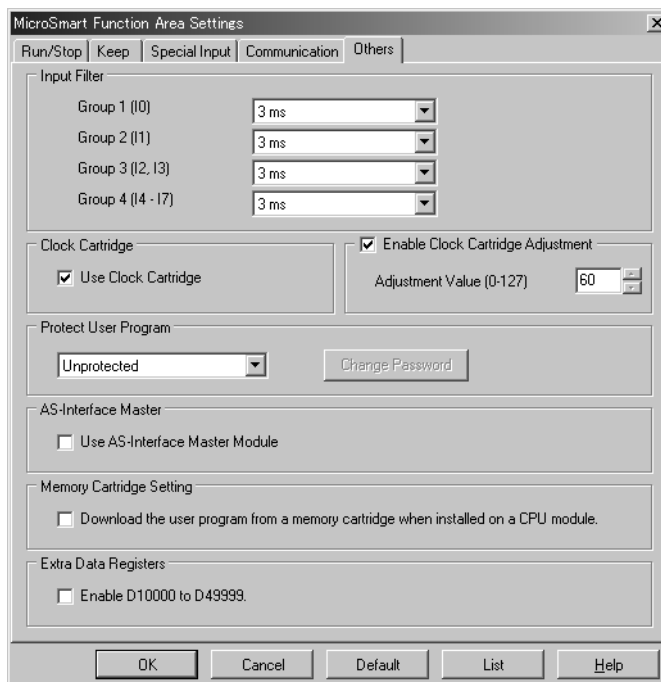 MicroSmart Function Area Settings
Run/Stop Keep Special Input Communication Others
Input Filter
Group 1 (I0) 3 ms
Group 2 (I1) 3 ms
Group 3 (I2, I3) 3 ms
Group 4 (I4 - I7) 3 ms
Clock Cartridge
Use Clock Cartridge
Enable Clock Cartridge Adjustment
Adjustment Value (0-127) 60
Protect User Program
Unprotected Change Password
AS-Interface Master
Use AS-Interface Master Module
Memory Cartridge Setting
Download the user program from a memory cartridge when installed on a CPU module.
Extra Data Registers
Enable D10000 to D49999.
OK Cancel Default List Help